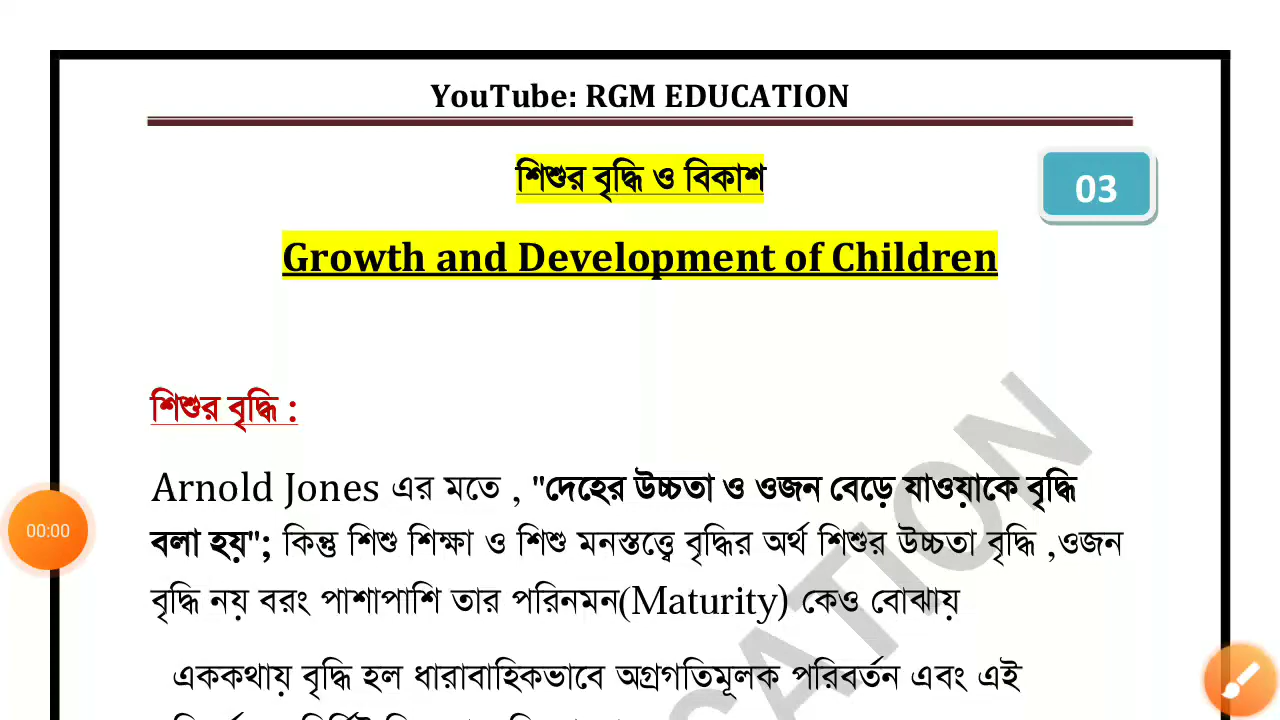 YouTube: RGM EDUCATION
শিশুর বৃদ্ধি ও বিকাশ
03
Growth and Development of Children
শিশুর বৃদ্ধি :
Arnold Jones এর মতে , "দেহের উচ্চতা ও ওজন বেড়ে যাওয়াকে বৃদ্ধি
বলা হয়"; কিন্তু শিশু শিক্ষা ও শিশু মনস্তত্ত্বে বৃদ্ধির অর্থ শিশুর উচ্চতা বৃদ্ধি ,ওজন
00:00
বৃদ্ধি নয় বরং পাশাপাশি তার পরিনমন(Maturity) কেও বোঝায়
এককথায় বৃদ্ধি হল ধারাবাহিকভাবে অগ্রগতিমূলক পরিবর্তন এবং এই